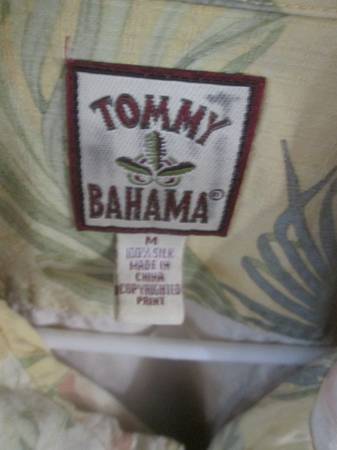 TOMMY
BAHAMA®
M
100% SILK
MADE IN
CHINA
COPYRIGHTED
PRINT